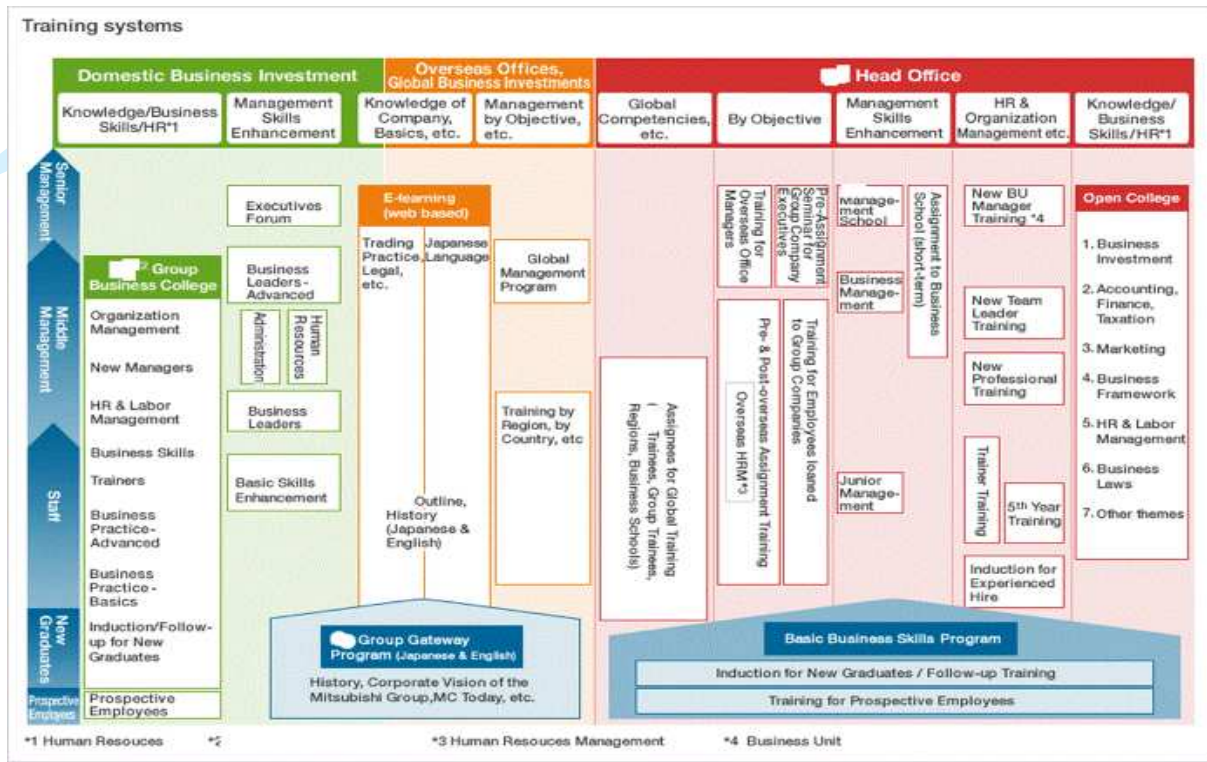 Training systems
Domestic Business Investment
Overseas Offices,
Global Business Investments
Head Office
Knowledge/Business
Skills/HR*1
Management
Skills
Enhancement
Knowledge of
Company,
Basics, etc.
Management
by Objective,
etc.
Global
Competencies,
etc.
By Objective
Management
Skills
Enhancement
HR &
Organization
Management etc.
Knowledge/
Business
Skills/HR*1
Senior
Management
Middle
Management
Staff
New
Graduates
Prospective
Employees
Group
Business College
Organization
Management
New Managers
HR & Labor
Management
Business Skills
Trainers
Business
Practice-
Advanced
Business
Practice-
Basics
Induction/Follow-
up for New
Graduates
Prospective
Employees
Executives
Forum
Business
Leaders-
Advanced
Administration
Human
Resources
Business
Leaders
Basic Skills
Enhancement
E-learning
(web based)
Trading
Practice,
Legal,
etc.
Japanese
Language
Outline,
History
(Japanese &
English)
Global
Management
Program
Training by
Region, by
Country, etc
Assignees for Global Training
( Trainees, Group Trainees,
Regions, Business Schools)
Training for
Overseas Office
Managers
Pre-Assignment
Seminar for
Group Company
Executives
Pre- & Post-overseas Assignment Training
Overseas HRM*3
Training for Employees loaned
to Group Companies
Management
School
Assignment to Business
School (short-term)
Business
Manage-
ment
Junior
Manage-
ment
New BU
Manager
Training *4
New Team
Leader
Training
New
Professional
Training
Trainer Training
5th Year
Training
Induction for
Experienced
Hire
Open College
1. Business
Investment
2. Accounting,
Finance,
Taxation
3. Marketing
4. Business
Framework
5. HR & Labor
Management
6. Business
Laws
7. Other themes
Group Gateway
Program (Japanese & English)
History, Corporate Vision of the
Mitsubishi Group,MC Today, etc.
Basic Business Skills Program
Induction for New Graduates / Follow-up Training
Training for Prospective Employees
*1 Human Resouces
*2
*3 Human Resouces Management
*4 Business Unit